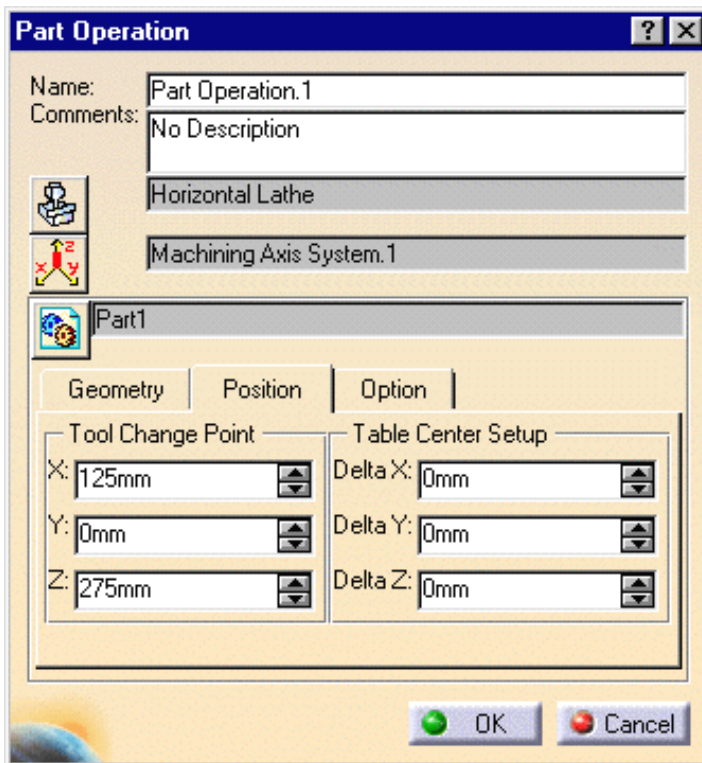 Part Operation
Name: Part Operation.1
Comments: No Description
Horizontal Lathe
z
x y
Machining Axis System.1
Part1
Geometry Position Option
Tool Change Point
X: 125mm
Y: 0mm
Z: 275mm
Table Center Setup
Delta X: 0mm
Delta Y: 0mm
Delta Z: 0mm
OK Cancel